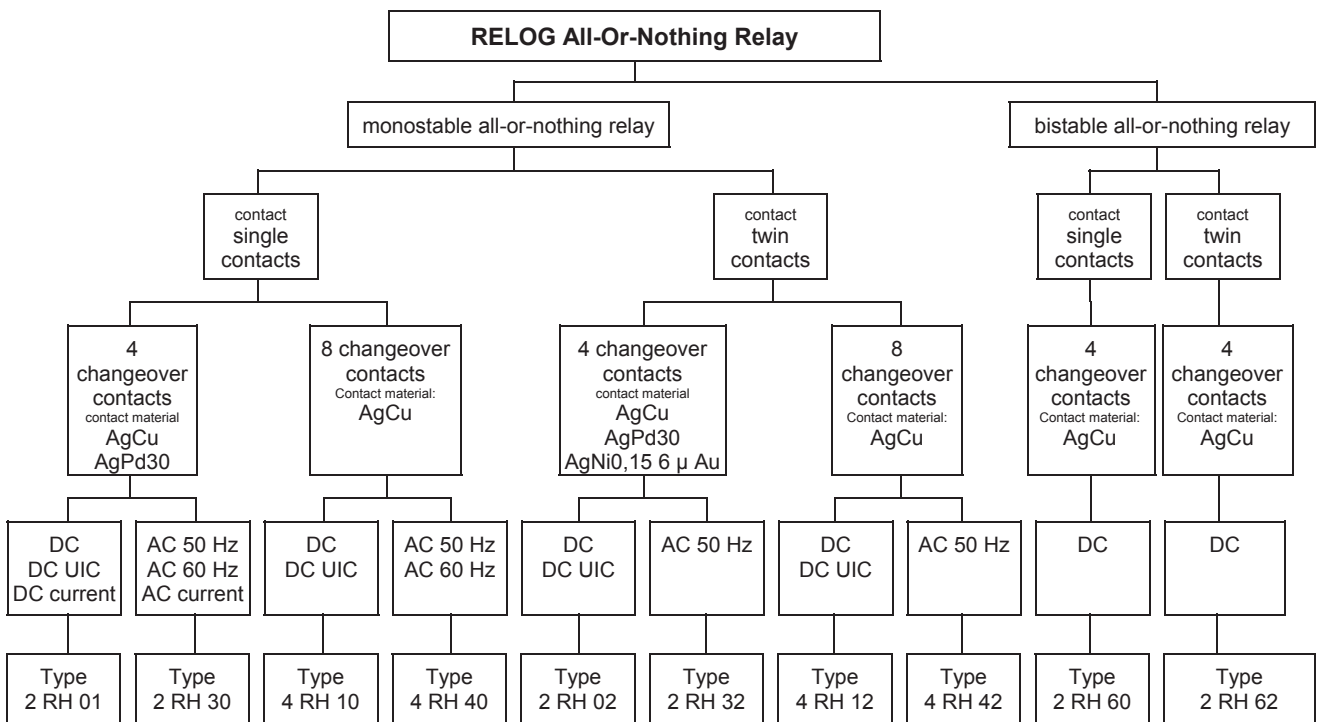 RELOG All-Or-Nothing Relay
monostable all-or-nothing relay
bistable all-or-nothing relay
contact
single
contacts
contact
twin
contacts
contact
single
contacts
contact
twin
contacts
4
changeover
contacts
contact material
AgCu
AgPd30
8 changeover
contacts
Contact material:
AgCu
4 changeover
contacts
contact material
AgCu
AgPd30
AgNi0,15 6 µ Au
8
changeover
contacts
Contact material:
AgCu
4
changeover
contacts
Contact material:
AgCu
4
changeover
contacts
Contact material:
AgCu
DC
DC UIC
DC current
AC 50 Hz
AC 60 Hz
AC current
DC
DC UIC
AC 50 Hz
AC 60 Hz
DC
DC UIC
AC 50 Hz
DC
DC UIC
AC 50 Hz
DC
DC
Type
2 RH 01
Type
2 RH 30
Type
4 RH 10
Type
4 RH 40
Type
2 RH 02
Type
2 RH 32
Type
4 RH 12
Type
4 RH 42
Type
2 RH 60
Type
2 RH 62